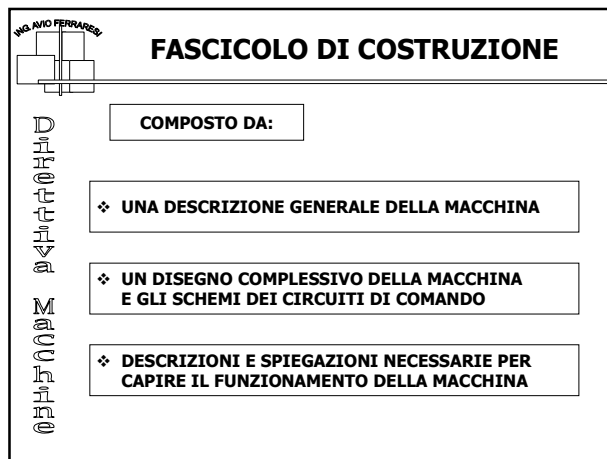 ING. AVIO FERRARESI
FASCICOLO DI COSTRUZIONE
Direttiva Macchine
COMPOSTO DA:
❖ UNA DESCRIZIONE GENERALE DELLA MACCHINA
❖ UN DISEGNO COMPLESSIVO DELLA MACCHINA
E GLI SCHEMI DEI CIRCUITI DI COMANDO
❖ DESCRIZIONI E SPIEGAZIONI NECESSARIE PER
CAPIRE IL FUNZIONAMENTO DELLA MACCHINA